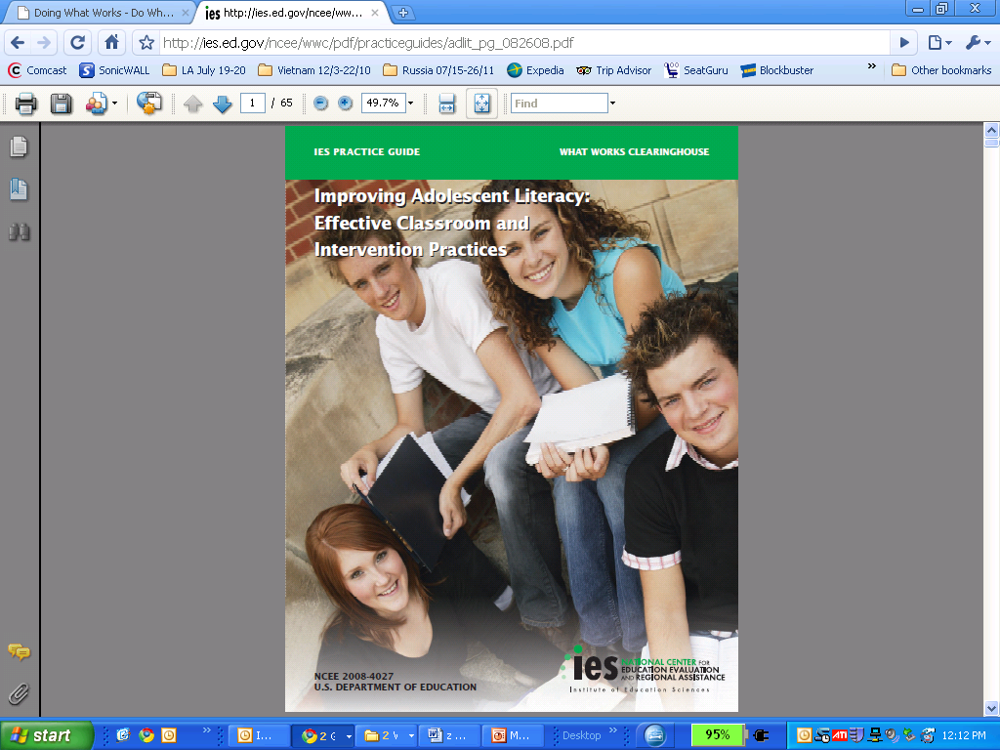 Doing What Works - Do Wh...
ies http://ies.ed.gov/ncee/ww...
http://ies.ed.gov/ncee/wwc/pdf/practiceguides/adlit_pg_082608.pdf
Comcast SonicWALL LA July 19-20 Vietnam 12/3-22/10 Russia 07/15-26/11 Expedia Trip Advisor SeatGuru Blockbuster » Other bookmarks
1 / 65 49.7% Find
IES PRACTICE GUIDE WHAT WORKS CLEARINGHOUSE
Improving Adolescent Literacy:
Effective Classroom and
Intervention Practices
NCEE 2008-4027
U.S. DEPARTMENT OF EDUCATION
ies NATIONAL CENTER FOR
EDUCATION EVALUATION
AND REGIONAL ASSISTANCE
Institute of Education Sciences
start » I... 2 G 2 V 2 ... M... Desktop » 95% ATI 12:12 PM